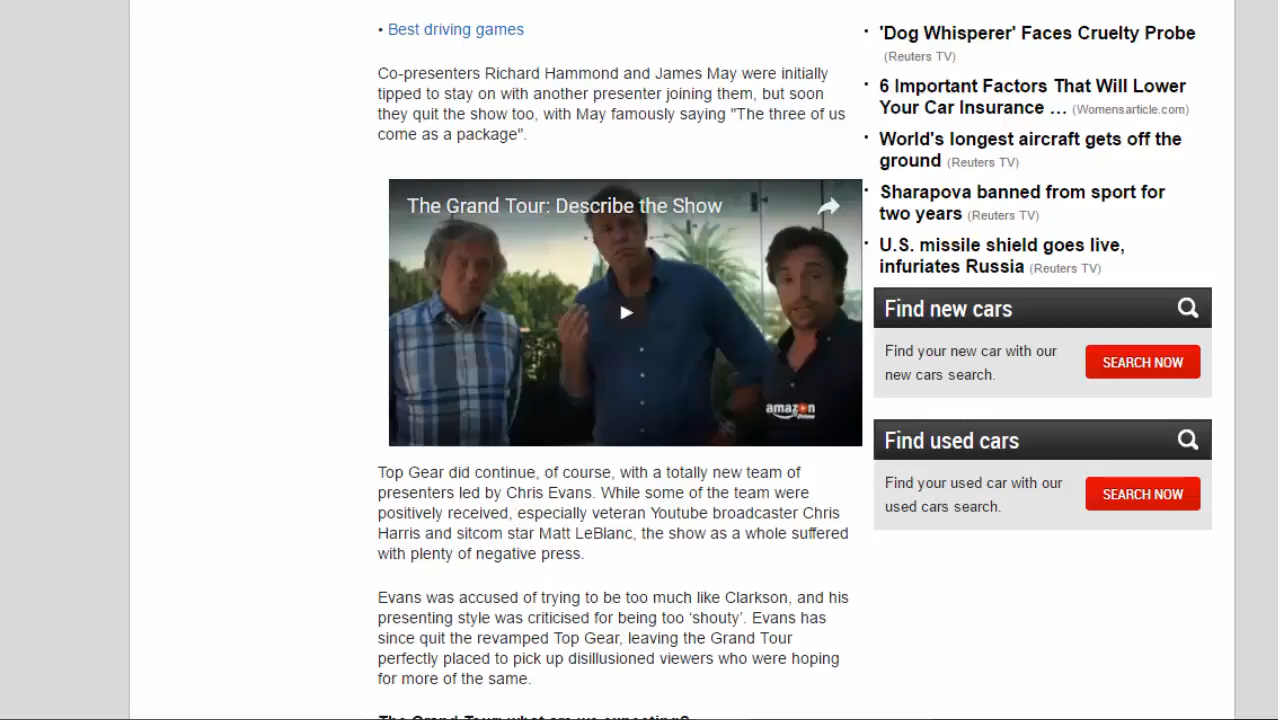 • Best driving games
Co-presenters Richard Hammond and James May were initially
tipped to stay on with another presenter joining them, but soon
they quit the show too, with May famously saying "The three of us
come as a package".
The Grand Tour: Describe the Show
amazon
Top Gear did continue, of course, with a totally new team of
presenters led by Chris Evans. While some of the team were
positively received, especially veteran Youtube broadcaster Chris
Harris and sitcom star Matt LeBlanc, the show as a whole suffered
with plenty of negative press.
Evans was accused of trying to be too much like Clarkson, and his
presenting style was criticised for being too ‘shouty’. Evans has
since quit the revamped Top Gear, leaving the Grand Tour
perfectly placed to pick up disillusioned viewers who were hoping
for more of the same.
The Grand Tour: what are we expecting?
• 'Dog Whisperer' Faces Cruelty Probe
(Reuters TV)
• 6 Important Factors That Will Lower
Your Car Insurance … (Womensarticle.com)
• World's longest aircraft gets off the
ground (Reuters TV)
• Sharapova banned from sport for
two years (Reuters TV)
• U.S. missile shield goes live,
infuriates Russia (Reuters TV)
Find new cars
Find your new car with our
new cars search.
SEARCH NOW
Find used cars
Find your used car with our
used cars search.
SEARCH NOW